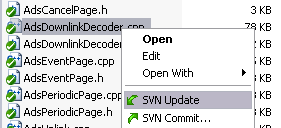 AdsCancelPage.h 3 KB
AdsDownlinkDecoder.cpp 78 KB
AdsDownlinkDecoder. KB
Open
AdsEventPage.cpp KB
Edit
AdsEventPage.h KB
Open With
AdsPeriodicPage.cpp KB
SVN Update
AdsPeriodicPage.h KB
SVN Commit...